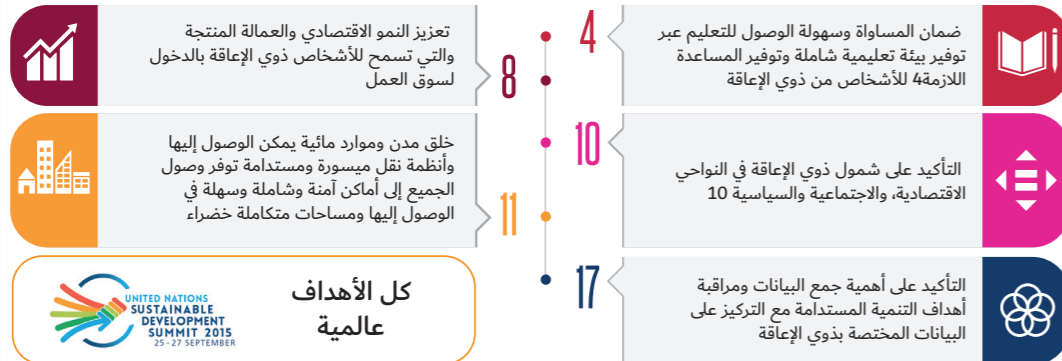 4
ضمان المساواة وسهولة الوصول للتعليم عبر
توفير بيئة تعليمية شاملة وتوفير المساعدة
اللازمة4 للأشخاص من ذوي الإعاقة
8
تعزيز النمو الاقتصادي والعمالة المنتجة
والتي تسمح للأشخاص ذوي الإعاقة بالدخول
لسوق العمل
10
التأكيد على شمول ذوي الإعاقة في النواحي
الاقتصادية، والاجتماعية والسياسية 10
11
خلق مدن وموارد مائية يمكن الوصول إليها
وأنظمة نقل ميسورة ومستدامة توفر وصول
الجميع إلى أماكن آمنة وشاملة وسهلة في
الوصول إليها ومساحات متكاملة خضراء
17
التأكيد على أهمية جمع البيانات ومراقبة
أهداف التنمية المستدامة مع التركيز على
البيانات المختصة بذوي الإعاقة
كل الأهداف
عالمية
UNITED NATIONS
SUSTAINABLE
DEVELOPMENT
SUMMIT 2015
25 - 27 SEPTEMBER